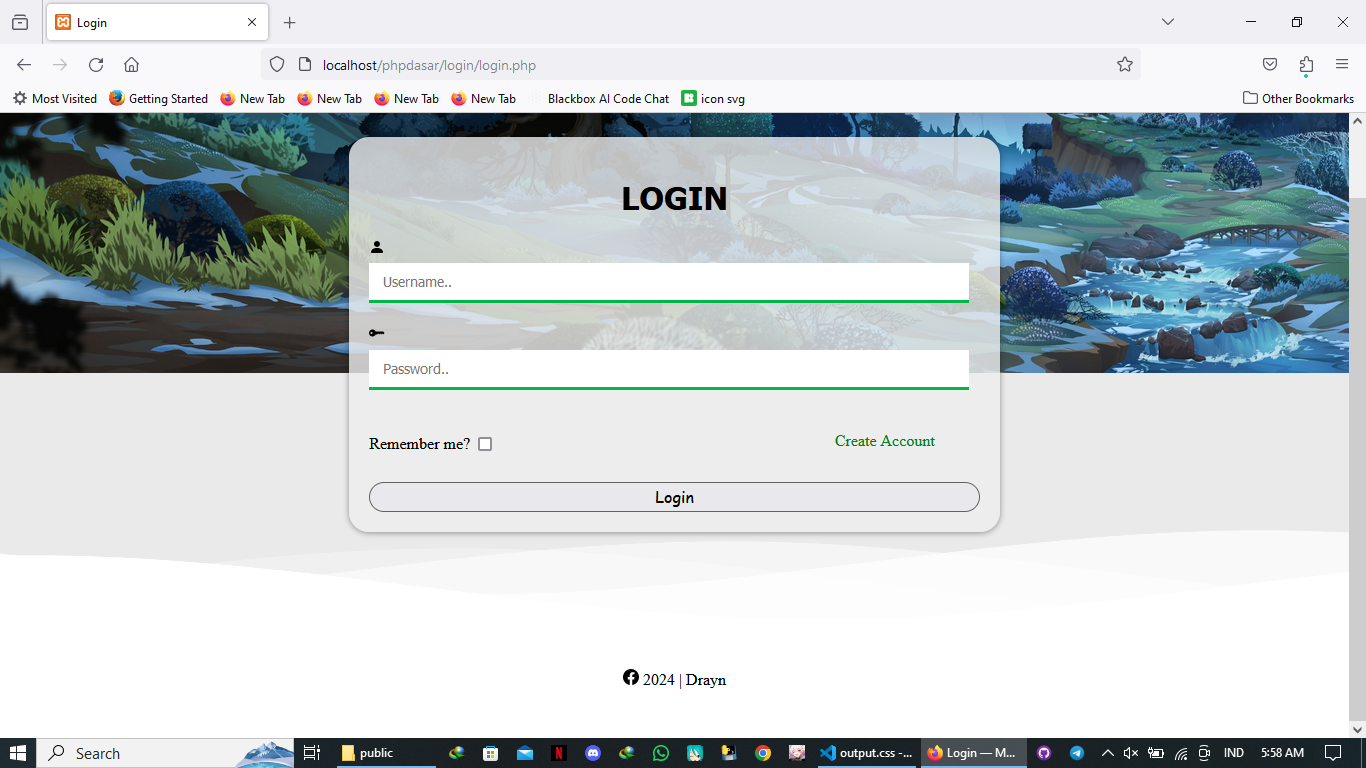 Login
localhost/phpdasar/login/login.php
Most Visited Getting Started New Tab New Tab New Tab New Tab Blackbox AI Code Chat icon svg Other Bookmarks
LOGIN
Username..
Password..
Remember me? Create Account
Login
2024 | Drayn
Search public output.css -... Login — M... IND 5:58 AM